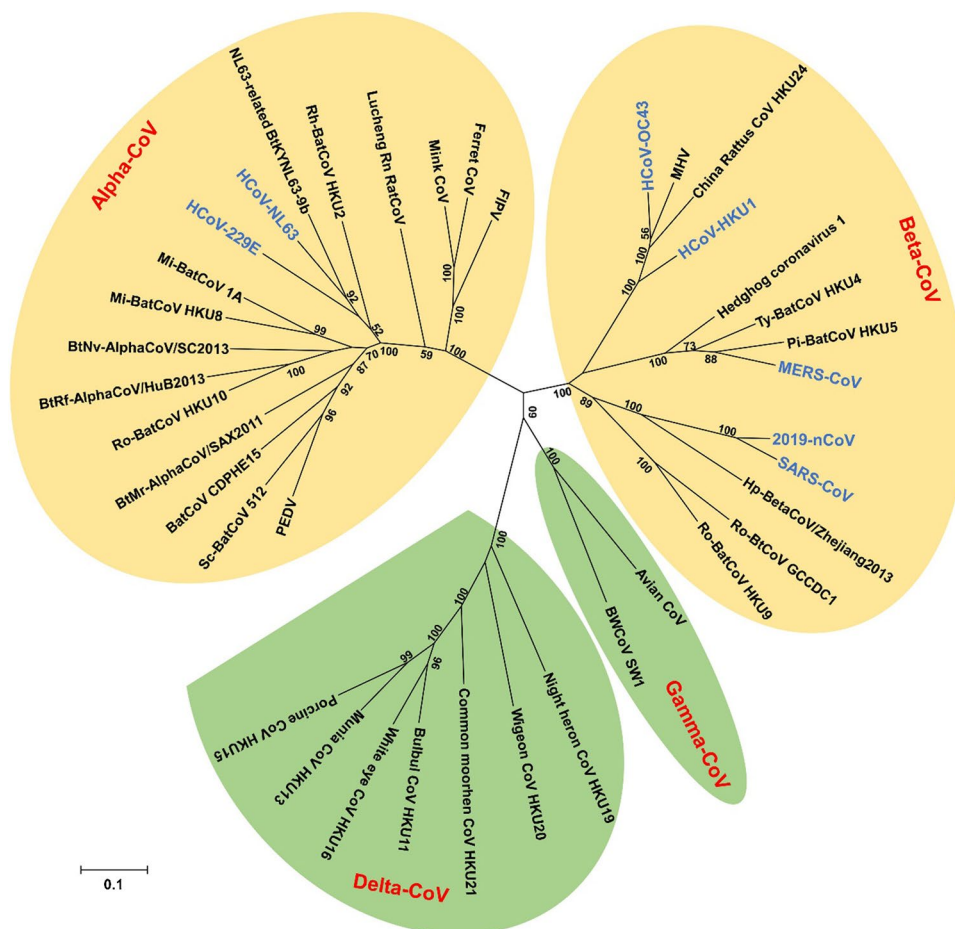 Alpha-CoV
NL63-related BtKYNL63-9b
Rh-BatCoV HKU2
Lucheng Rn RatCoV
Mink CoV
Ferret CoV
FIPV
HCoV-NL63
HCoV-229E
Mi-BatCoV 1A
Mi-BatCoV HKU8
BtNv-AlphaCoV/SC2013
BtRf-AlphaCoV/HuB2013
Ro-BatCoV HKU10
BtMr-AlphaCoV/SAX2011
BatCoV CDPHE15
Sc-BatCoV 512
PEDV
92
52
99
100
70
100
87
92
96
59
100
100
100
Beta-CoV
HCoV-OC43
MHV
China Rattus CoV HKU24
HCoV-HKU1
Hedghog coronavirus 1
Ty-BatCoV HKU4
Pi-BatCoV HKU5
MERS-CoV
2019-nCoV
SARS-CoV
Hp-BetaCoV/Zhejiang2013
Ro-BtCoV GCCDC1
Ro-BatCoV HKU9
56
100
100
73
88
100
100
89
100
100
100
60
100
Gamma-CoV
Avian CoV
BWCoV SW1
100
100
100
99
96
Night heron CoV HKU19
Wigeon CoV HKU20
Common moorhen CoV HKU21
Bulbul CoV HKU11
White eye CoV HKU16
Munia CoV HKU13
Porcine CoV HKU15
Delta-CoV
0.1